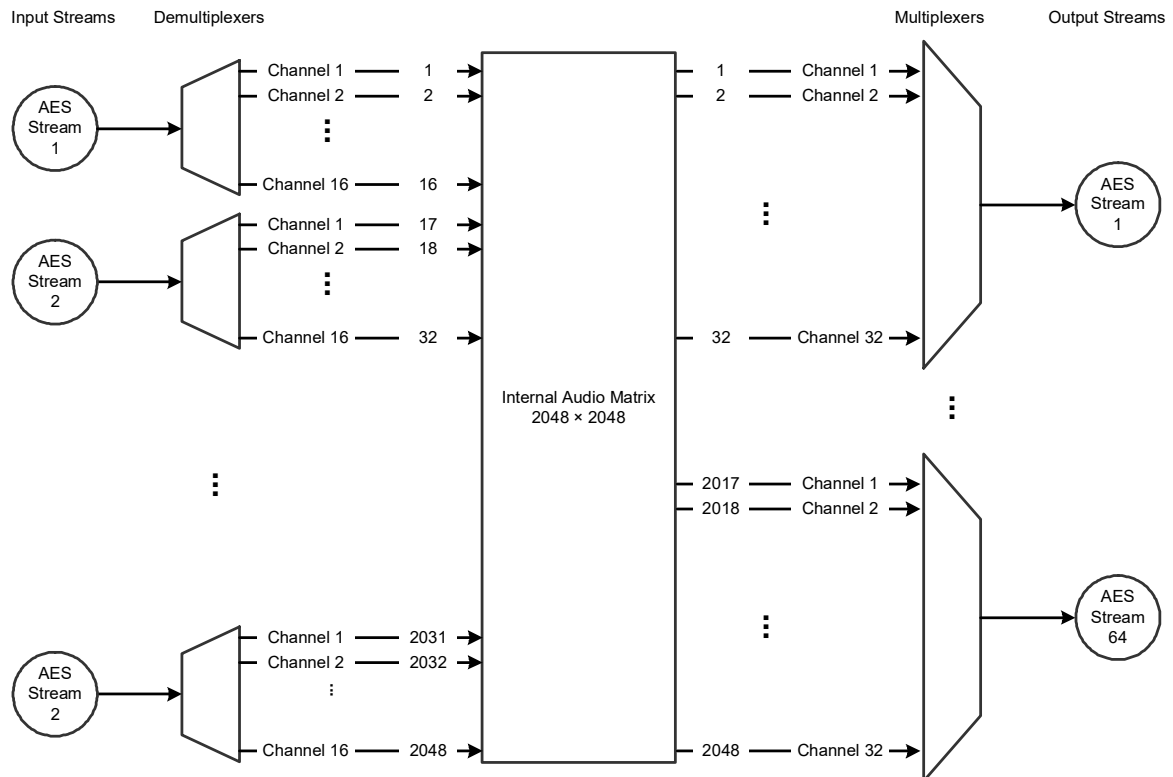 Input Streams
Demultiplexers
Multiplexers
Output Streams
AES
Stream
1
Channel 1
1
Channel 2
2
Channel 16
16
AES
Stream
2
Channel 1
17
Channel 2
18
Channel 16
32
AES
Stream
2
Channel 1
2031
Channel 2
2032
Channel 16
2048
Internal Audio Matrix
2048 × 2048
1
Channel 1
2
Channel 2
32
Channel 32
AES
Stream
1
2017
Channel 1
2018
Channel 2
2048
Channel 32
AES
Stream
64